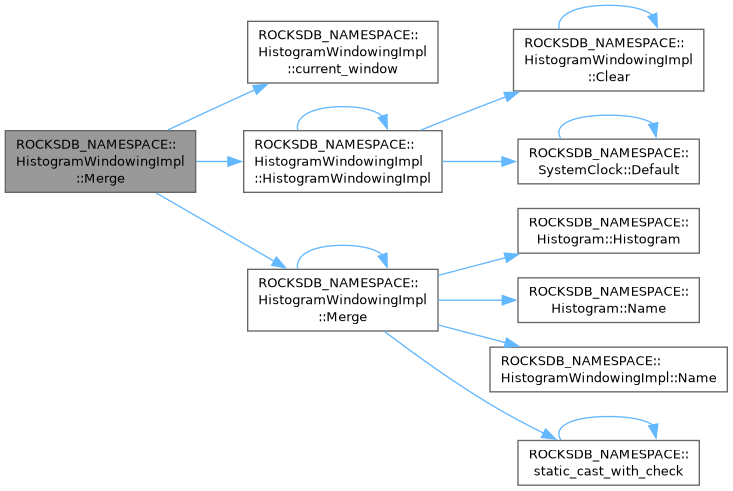 ROCKSDB_NAMESPACE::
HistogramWindowingImpl
::Merge
ROCKSDB_NAMESPACE::
HistogramWindowingImpl
::current_window
ROCKSDB_NAMESPACE::
HistogramWindowingImpl
::HistogramWindowingImpl
ROCKSDB_NAMESPACE::
HistogramWindowingImpl
::Merge
ROCKSDB_NAMESPACE::
HistogramWindowingImpl
::Clear
ROCKSDB_NAMESPACE::
SystemClock::Default
ROCKSDB_NAMESPACE::
Histogram::Histogram
ROCKSDB_NAMESPACE::
Histogram::Name
ROCKSDB_NAMESPACE::
HistogramWindowingImpl::Name
ROCKSDB_NAMESPACE::
static_cast_with_check